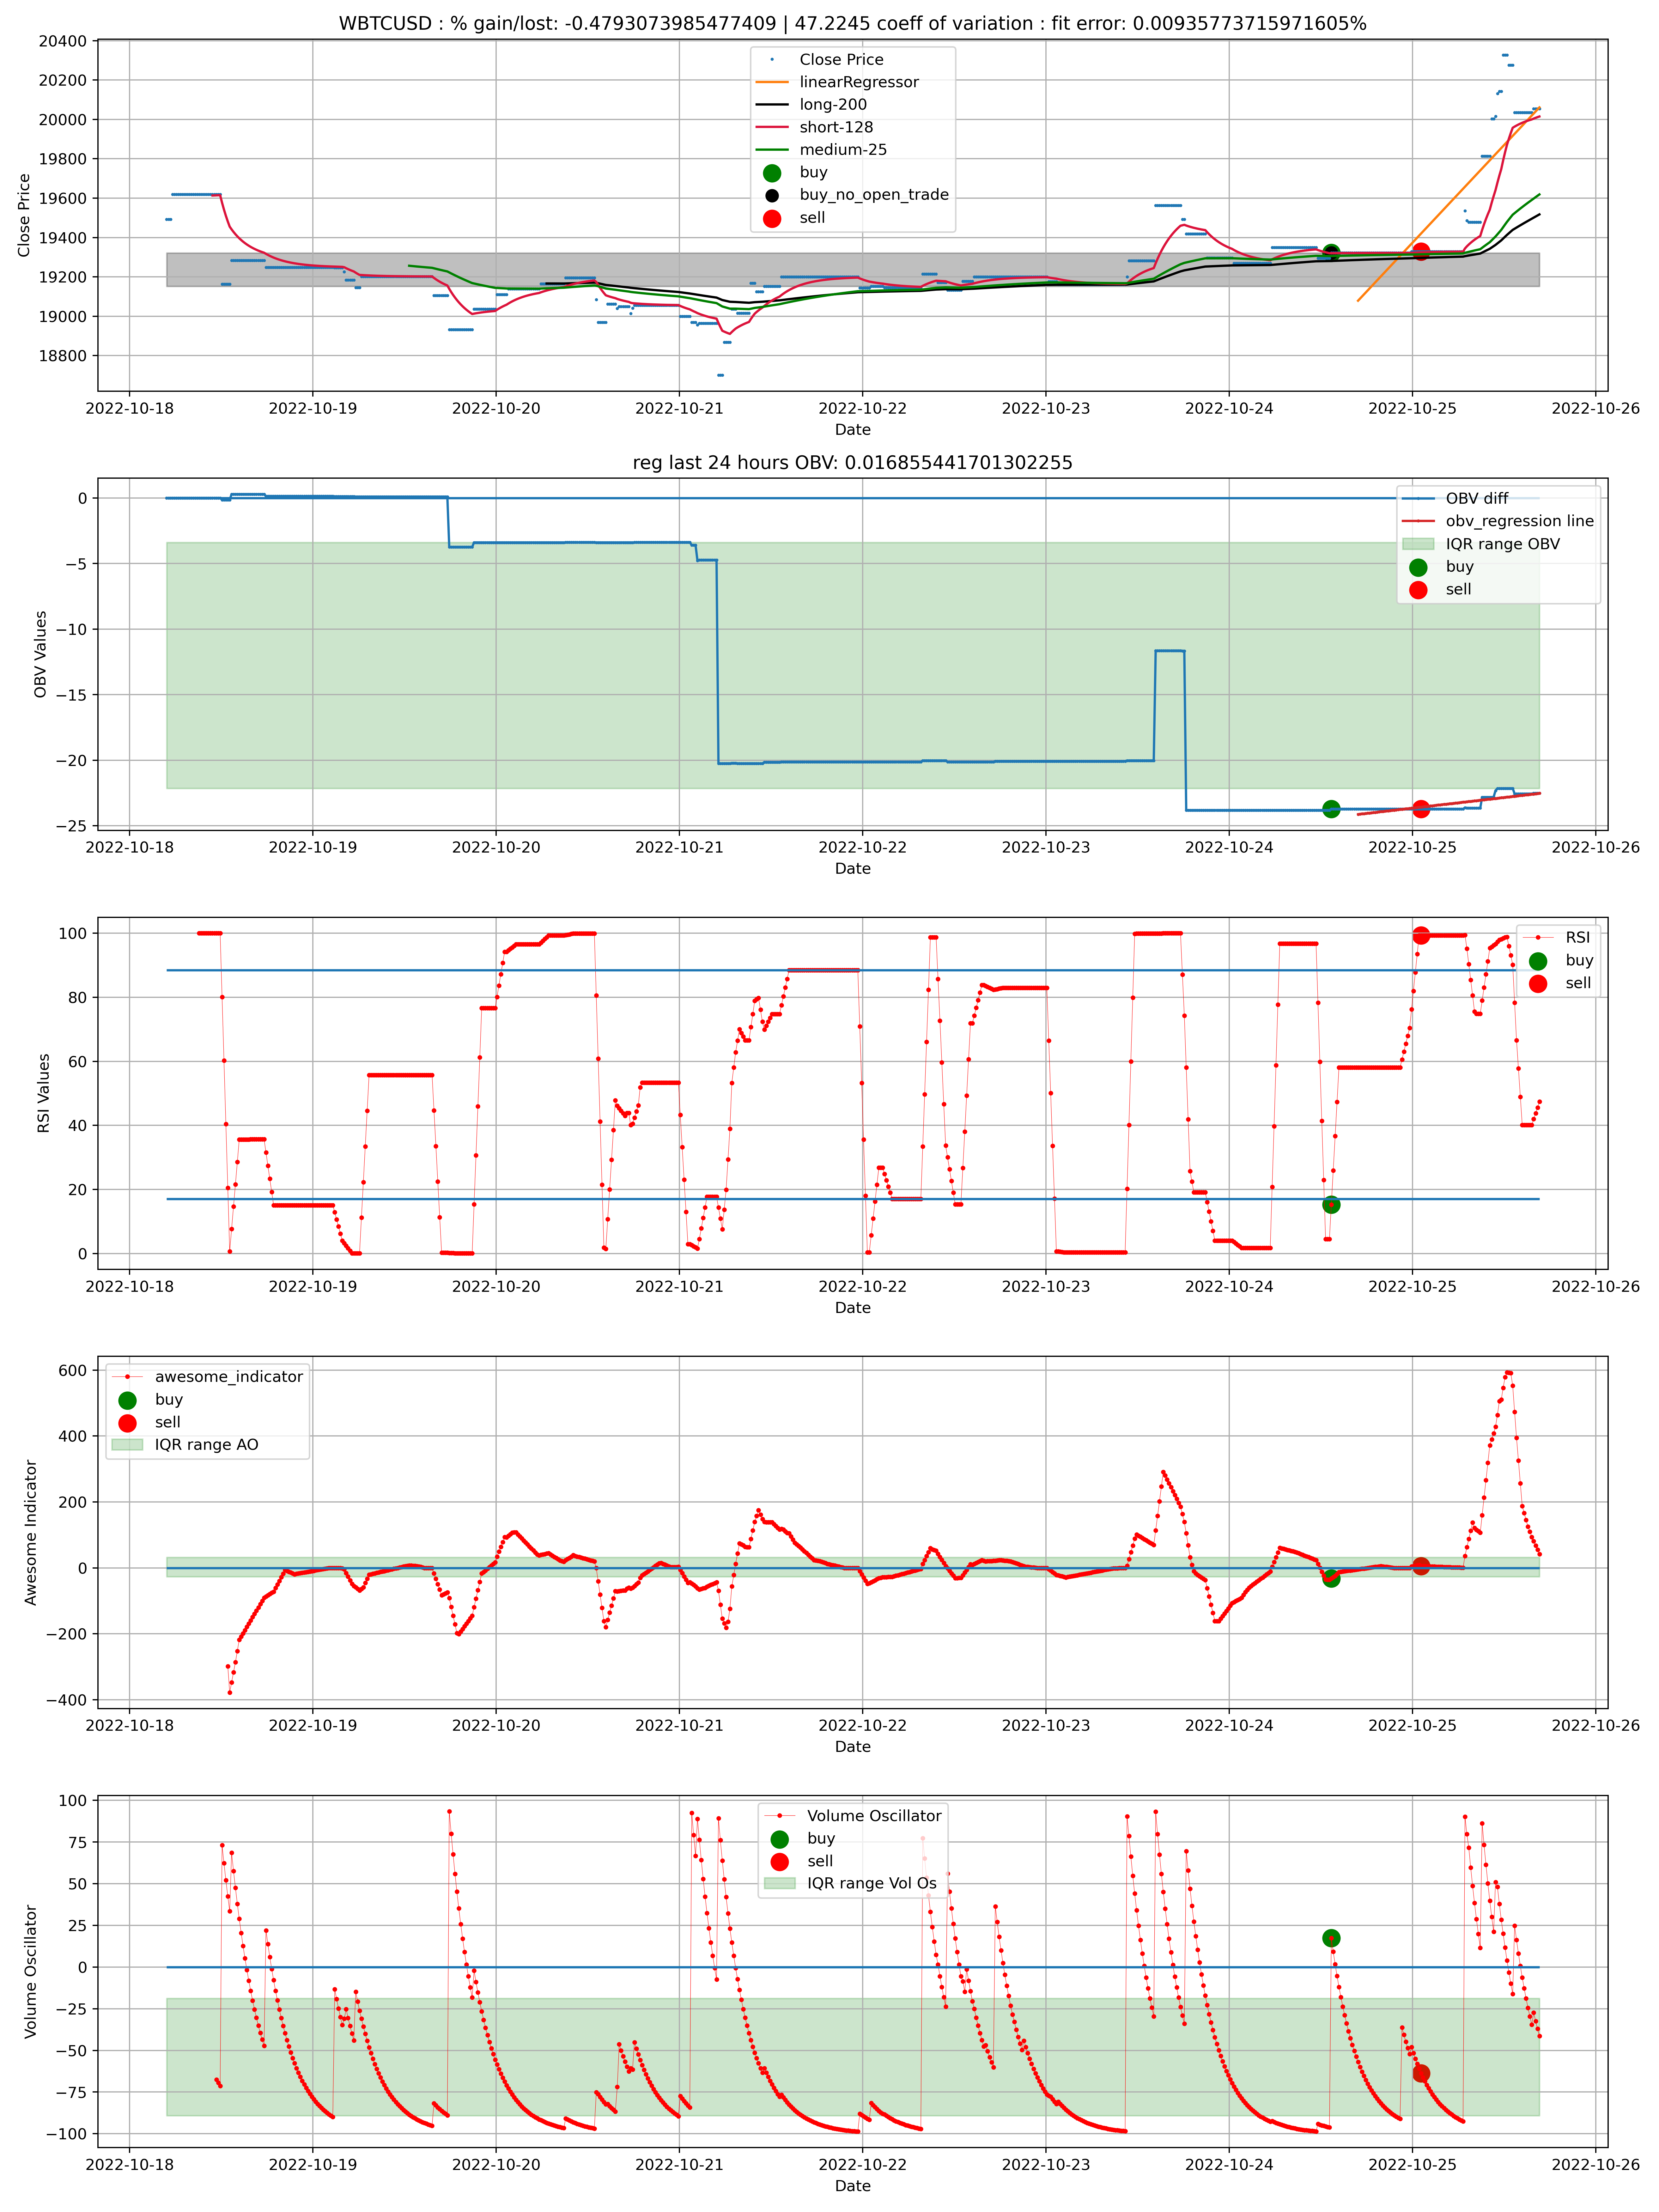 WBTCUSD : % gain/lost: -0.4793073985477409 | 47.2245 coeff of variation : fit error: 0.00935773715971605%
20400
20200
20000
19800
19600
19400
19200
19000
18800
Close Price
Close Price
linearRegressor
long-200
short-128
medium-25
buy
buy_no_open_trade
sell
2022-10-18 2022-10-19 2022-10-20 2022-10-21 2022-10-22 2022-10-23 2022-10-24 2022-10-25 2022-10-26
Date
reg last 24 hours OBV: 0.016855441701302255
0
−5
−10
−15
−20
−25
OBV Values
OBV diff
obv_regression line
IQR range OBV
buy
sell
2022-10-18 2022-10-19 2022-10-20 2022-10-21 2022-10-22 2022-10-23 2022-10-24 2022-10-25 2022-10-26
Date
100
80
60
40
20
0
RSI Values
RSI
buy
sell
2022-10-18 2022-10-19 2022-10-20 2022-10-21 2022-10-22 2022-10-23 2022-10-24 2022-10-25 2022-10-26
Date
600
400
200
0
−200
−400
Awesome Indicator
awesome_indicator
buy
sell
IQR range AO
2022-10-18 2022-10-19 2022-10-20 2022-10-21 2022-10-22 2022-10-23 2022-10-24 2022-10-25 2022-10-26
Date
100
75
50
25
0
−25
−50
−75
−100
Volume Oscillator
Volume Oscillator
buy
sell
IQR range Vol Os
2022-10-18 2022-10-19 2022-10-20 2022-10-21 2022-10-22 2022-10-23 2022-10-24 2022-10-25 2022-10-26
Date